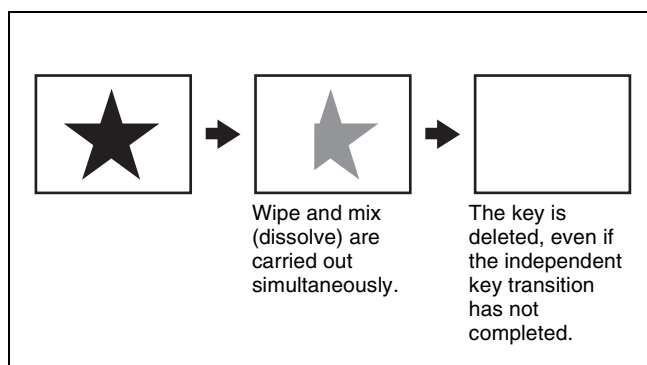 Wipe and mix
(dissolve) are
carried out
simultaneously.
The key is
deleted, even if
the independent
key transition
has not
completed.